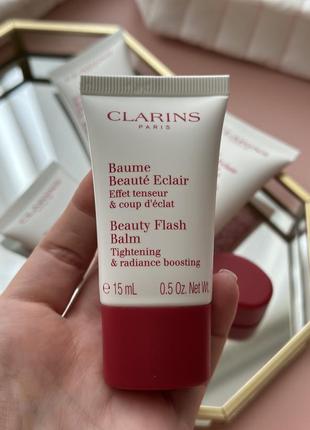 CLARINS
PARIS
Baume
Beauté Eclair
Effet tenseur
& coup d'éclat
Beauty Flash
Balm
Tightening
& radiance boosting
℮ 15 mL 0.5 Oz. Net Wt.